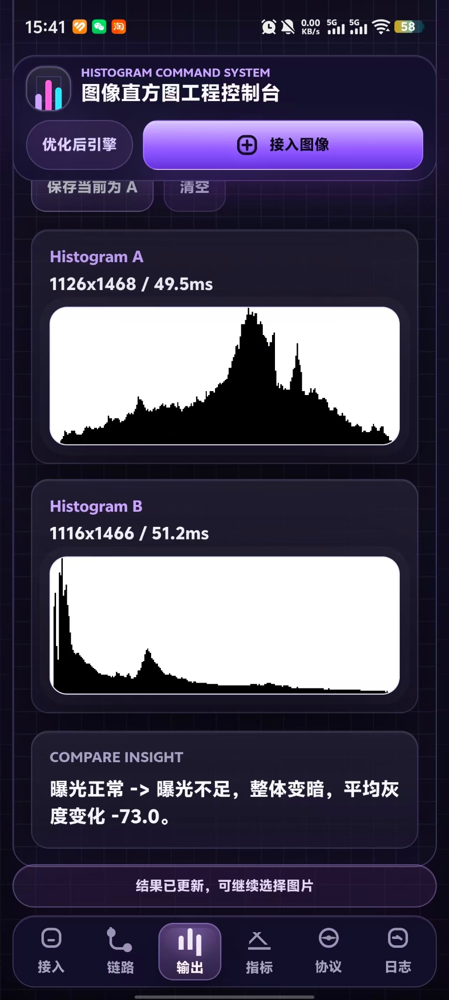 15:41
淘
0.00
KB/s
5G
5G
58
HISTOGRAM COMMAND SYSTEM
图像直方图工程控制台
优化后引擎
接入图像
保存当前为 A
清空
Histogram A
1126x1468 / 49.5ms
Histogram B
1116x1466 / 51.2ms
COMPARE INSIGHT
曝光正常 -> 曝光不足，整体变暗，平均灰
度变化 -73.0。
结果已更新，可继续选择图片
接入
链路
输出
指标
协议
日志